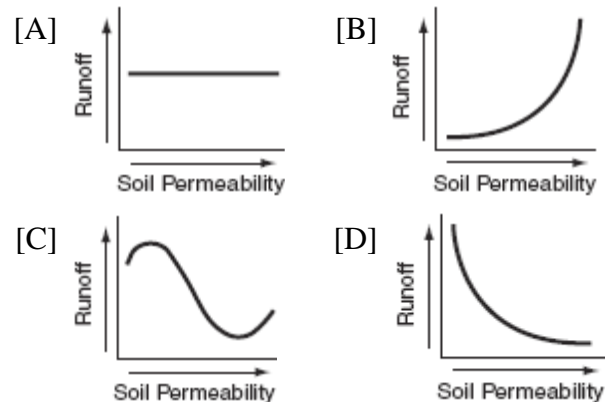 [A]
Runoff
Soil Permeability
[B]
Runoff
Soil Permeability
[C]
Runoff
Soil Permeability
[D]
Runoff
Soil Permeability